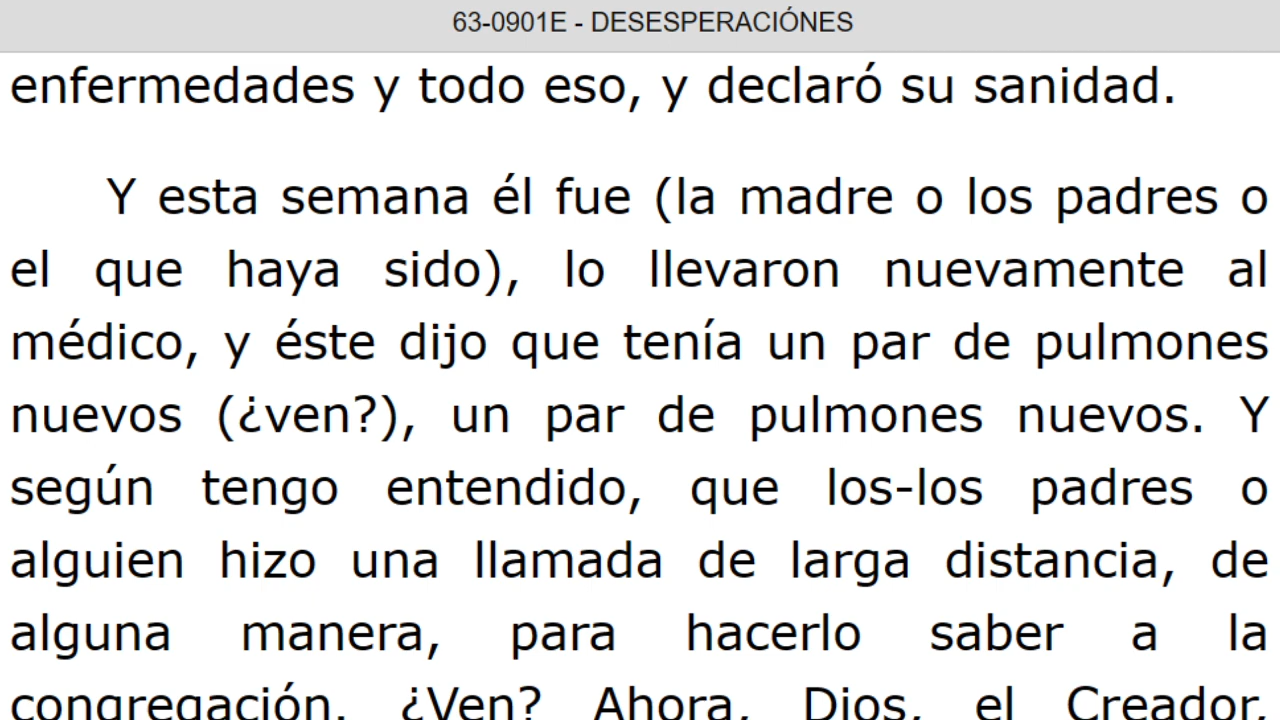 63-0901E - DESESPERACIÓNES
enfermedades y todo eso, y declaró su sanidad.
Y esta semana él fue (la madre o los padres o
el que haya sido), lo llevaron nuevamente al
médico, y éste dijo que tenía un par de pulmones
nuevos (¿ven?), un par de pulmones nuevos. Y
según tengo entendido, que los-los padres o
alguien hizo una llamada de larga distancia, de
alguna manera, para hacerlo saber a la
congregación. ¿Ven? Ahora, Dios, el Creador,